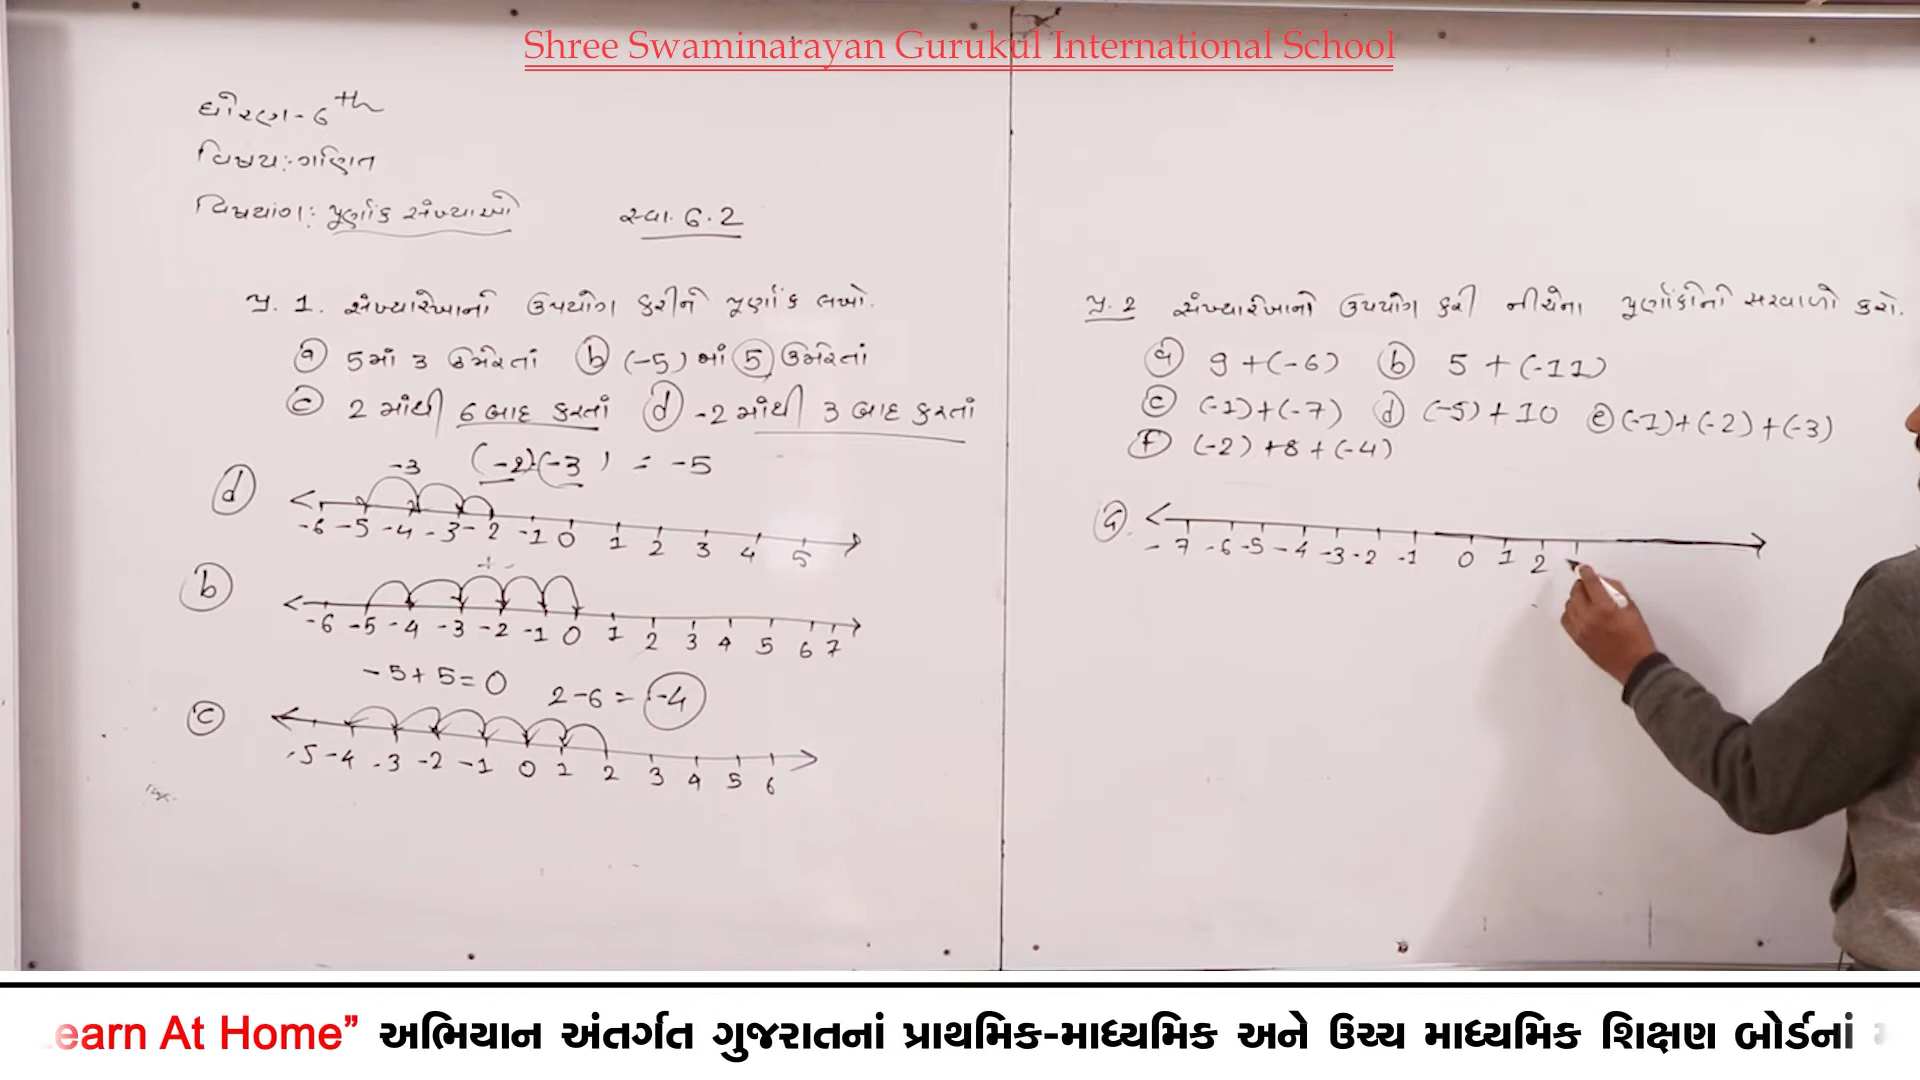 Shree Swaminarayan Gurukul International School
ધોરણ-6th
વિષય:-ગણિત
વિષયાંગ: પૂર્ણાંક સંખ્યાઓ સ્વા. 6.2
પ્ર. 1. સંખ્યારેખાનો ઉપયોગ કરીને પૂર્ણાંક લખો.
(a) 5માં 3 ઉમેરતાં (b) (-5) માં 5 ઉમેરતાં
(c) 2 માંથી 6 બાદ કરતાં (d) -2 માંથી 3 બાદ કરતાં
-3 (-2)(-3) = -5
(d)
-6 -5 -4 -3 -2 -1 0 1 2 3 4 5
(b)
-6 -5 -4 -3 -2 -1 0 1 2 3 4 5 6 7
-5+5=0 2-6=-4
(c)
-5 -4 -3 -2 -1 0 1 2 3 4 5 6
પ્ર. 2 સંખ્યારેખાનો ઉપયોગ કરી નીચેના પૂર્ણાંકોનો સરવાળો કરો.
(a) 9+(-6) (b) 5+(-11)
(c) (-1)+(-7) (d) (-5)+10 (e) (-1)+(-2)+(-3)
(f) (-2)+8+(-4)
(a)
-7 -6 -5 -4 -3 -2 -1 0 1 2
earn At Home” અભિયાન અંતર્ગત ગુજરાતનાં પ્રાથમિક-માધ્યમિક અને ઉચ્ચ માધ્યમિક શિક્ષણ બોર્ડનાં